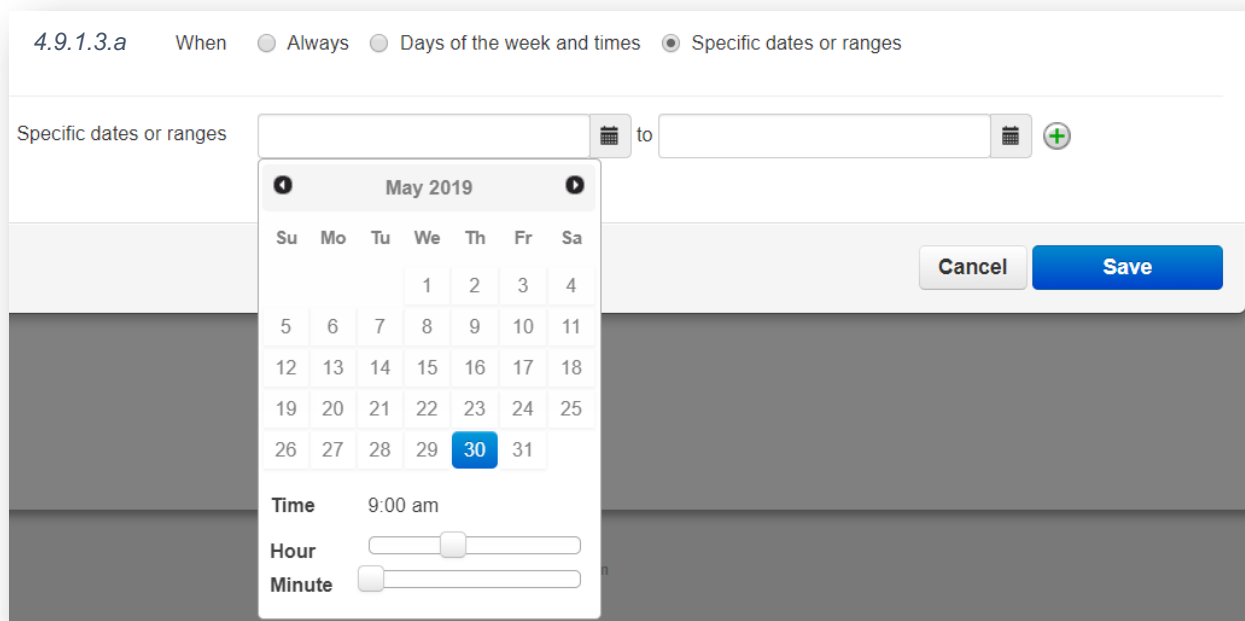 4.9.1.3.a When Always Days of the week and times Specific dates or ranges
Specific dates or ranges to
May 2019
Su Mo Tu We Th Fr Sa
1 2 3 4
5 6 7 8 9 10 11
12 13 14 15 16 17 18
19 20 21 22 23 24 25
26 27 28 29 30 31
Time 9:00 am
Hour
Minute
Cancel Save